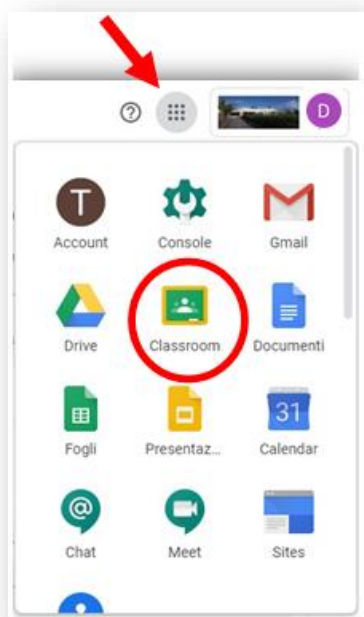 D
T
Account Console Gmail
Drive Classroom Documenti
31
Fogli Presentaz... Calendar
@
Chat Meet Sites